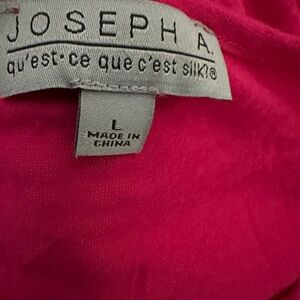 JOSEPH A.
qu'est-ce que c'est silk?®
L
MADE IN
CHINA